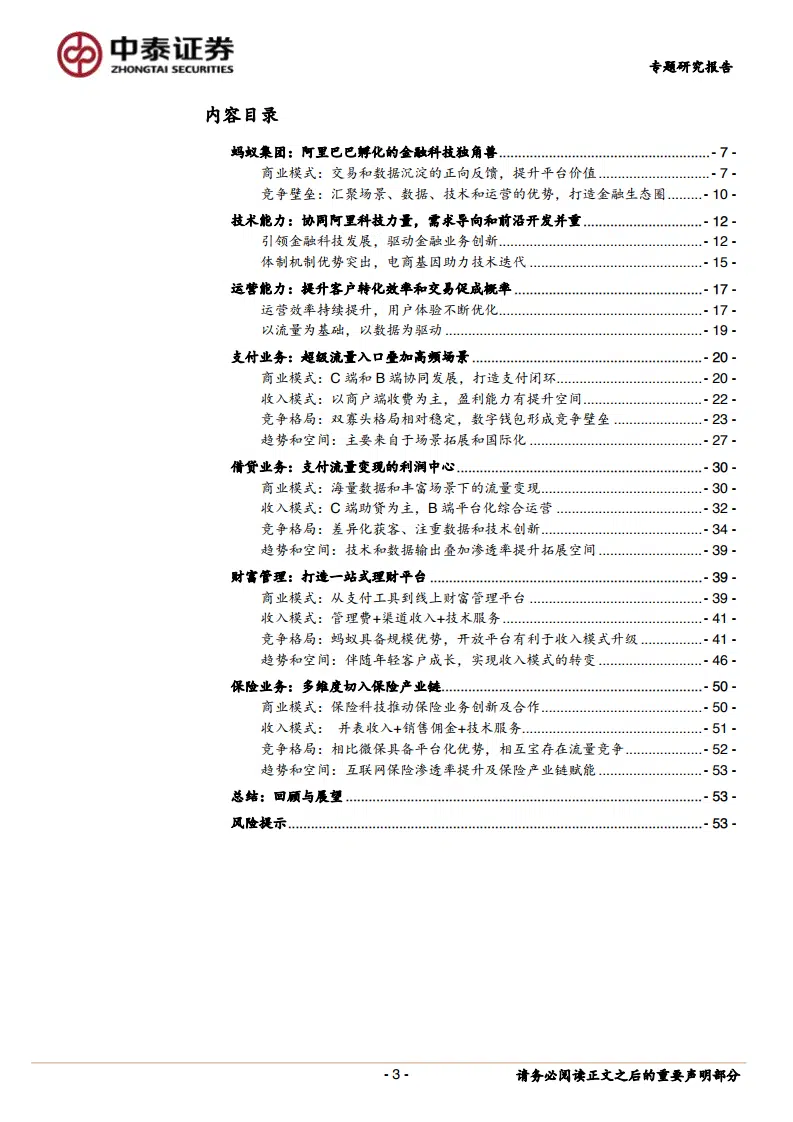 中泰证券
ZHONGTAI SECURITIES
专题研究报告
内容目录
蚂蚁集团：阿里巴巴孵化的金融科技独角兽......................................................- 7 -
商业模式：交易和数据沉淀的正向反馈，提升平台价值.............................- 7 -
竞争壁垒：汇聚场景、数据、技术和运营的优势，打造金融生态圈.........- 10 -
技术能力：协同阿里科技力量，需求导向和前沿开发并重...............................- 12 -
引领金融科技发展，驱动金融业务创新.....................................................- 12 -
体制机制优势突出，电商基因助力技术迭代.............................................- 15 -
运营能力：提升客户转化效率和交易促成概率.................................................- 17 -
运营效率持续提升，用户体验不断优化.....................................................- 17 -
以流量为基础，以数据为驱动...................................................................- 19 -
支付业务：超级流量入口叠加高频场景............................................................- 20 -
商业模式：C 端和 B 端协同发展，打造支付闭环......................................- 20 -
收入模式：以商户端收费为主，盈利能力有提升空间...............................- 22 -
竞争格局：双寡头格局相对稳定，数字钱包形成竞争壁垒.......................- 23 -
趋势和空间：主要来自于场景拓展和国际化.............................................- 27 -
借贷业务：支付流量变现的利润中心................................................................- 30 -
商业模式：海量数据和丰富场景下的流量变现..........................................- 30 -
收入模式：C 端助贷为主，B 端平台化综合运营......................................- 32 -
竞争格局：差异化获客、注重数据和技术创新..........................................- 34 -
趋势和空间：技术和数据输出叠加渗透率提升拓展空间...........................- 39 -
财富管理：打造一站式理财平台.......................................................................- 39 -
商业模式：从支付工具到线上财富管理平台.............................................- 39 -
收入模式：管理费+渠道收入+技术服务....................................................- 41 -
竞争格局：蚂蚁具备规模优势，开放平台有利于收入模式升级................- 41 -
趋势和空间：伴随年轻客户成长，实现收入模式的转变...........................- 46 -
保险业务：多维度切入保险产业链....................................................................- 50 -
商业模式：保险科技推动保险业务创新及合作..........................................- 50 -
收入模式： 并表收入+销售佣金+技术服务...............................................- 51 -
竞争格局：相比微保具备平台化优势，相互宝存在流量竞争....................- 52 -
趋势和空间：互联网保险渗透率提升及保险产业链赋能...........................- 53 -
总结：回顾与展望.............................................................................................- 53 -
风险提示............................................................................................................- 53 -
- 3 -
请务必阅读正文之后的重要声明部分